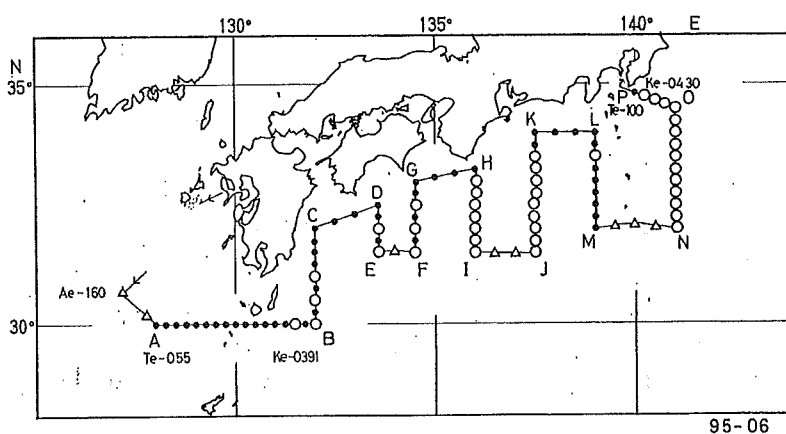 130° 135° 140° E
N
35°
P Ke-0430 O
Te-100
K L
H
G
D
C
E F I J M N
Ae-160
30°
A B
Te-055 Ke-0391
95-06